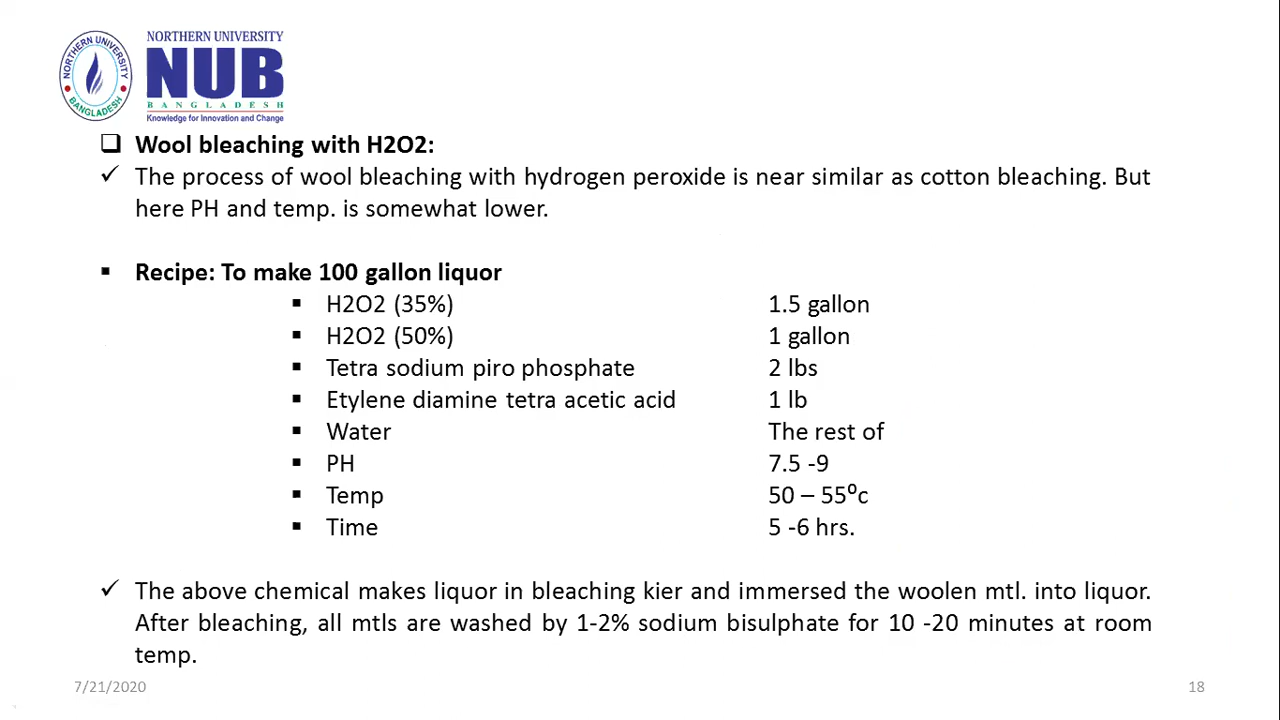 NORTHERN UNIVERSITY
BANGLADESH
NORTHERN UNIVERSITY
NUB
BANGLADESH
Knowledge for Innovation and Change
Wool bleaching with H2O2:
The process of wool bleaching with hydrogen peroxide is near similar as cotton bleaching. But
here PH and temp. is somewhat lower.
Recipe: To make 100 gallon liquor
H2O2 (35%) 1.5 gallon
H2O2 (50%) 1 gallon
Tetra sodium piro phosphate 2 lbs
Etylene diamine tetra acetic acid 1 lb
Water The rest of
PH 7.5 -9
Temp 50 – 55⁰c
Time 5 -6 hrs.
The above chemical makes liquor in bleaching kier and immersed the woolen mtl. into liquor.
After bleaching, all mtls are washed by 1-2% sodium bisulphate for 10 -20 minutes at room
temp.
7/21/2020 18